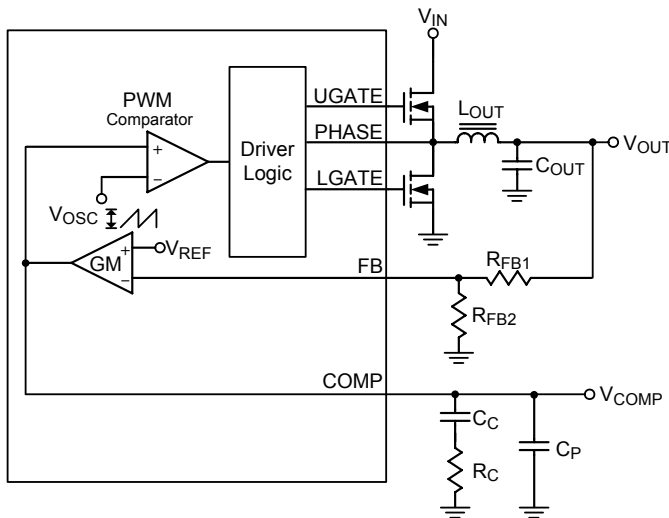 VIN
PWM
Comparator
UGATE
LOUT
PHASE
VOUT
+
Driver
Logic
COUT
−
LGATE
VOSC
+
VREF
GM
−
FB
RFB1
RFB2
COMP
VCOMP
CC
CP
RC